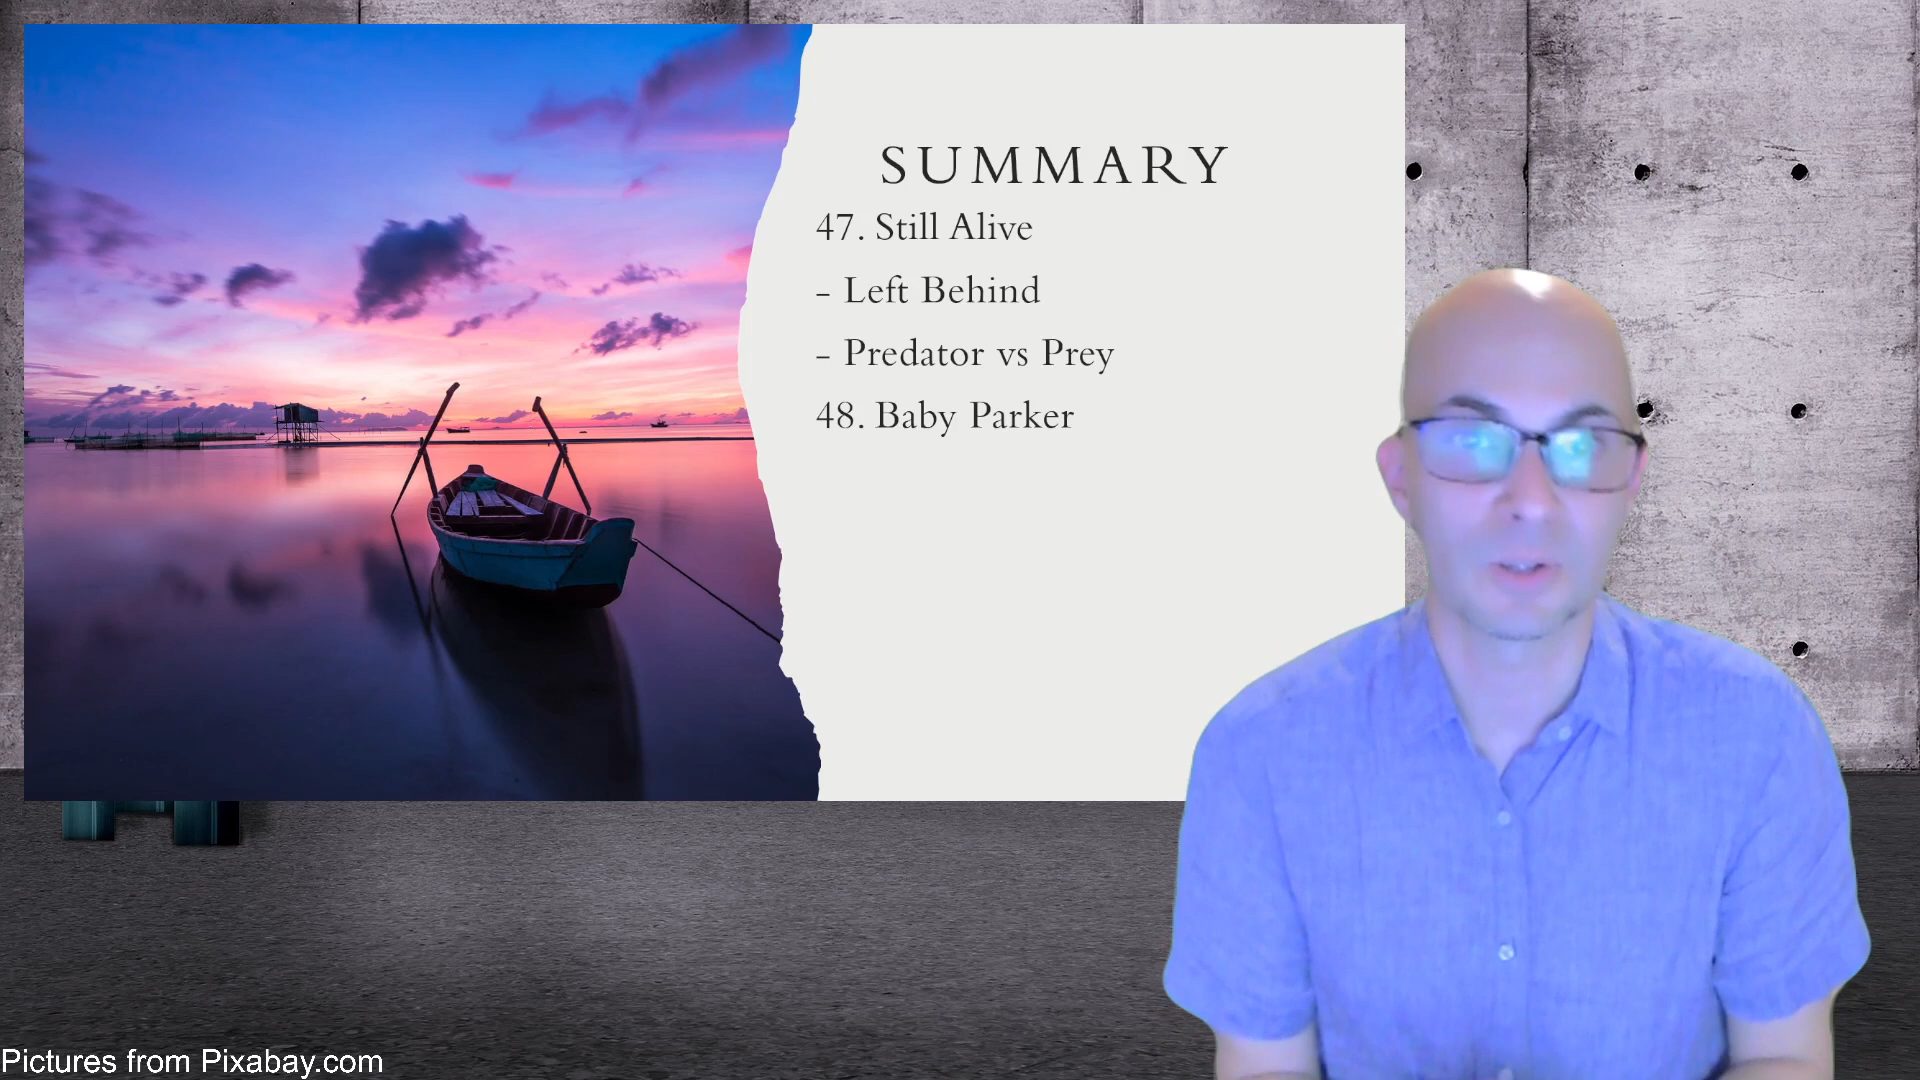 SUMMARY
47. Still Alive
- Left Behind
- Predator vs Prey
48. Baby Parker
Pictures from Pixabay.com